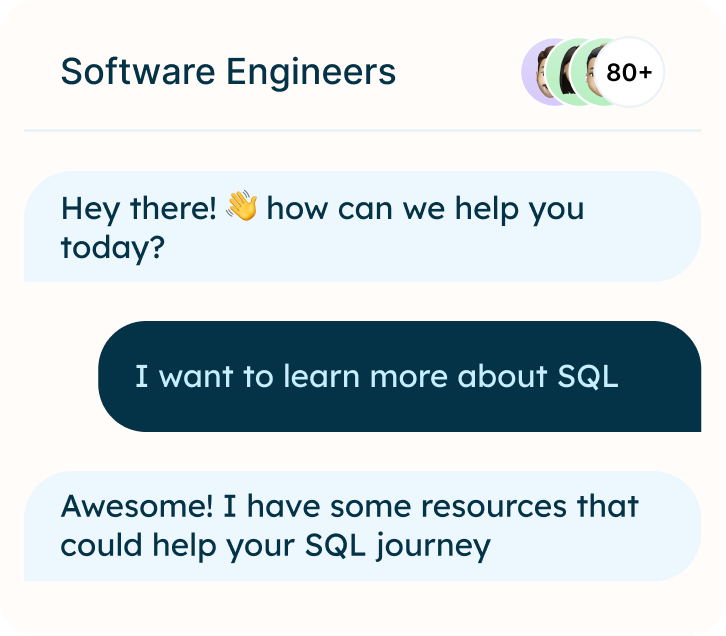 Software Engineers
80+
Hey there! 👋 how can we help you
today?
I want to learn more about SQL
Awesome! I have some resources that
could help your SQL journey